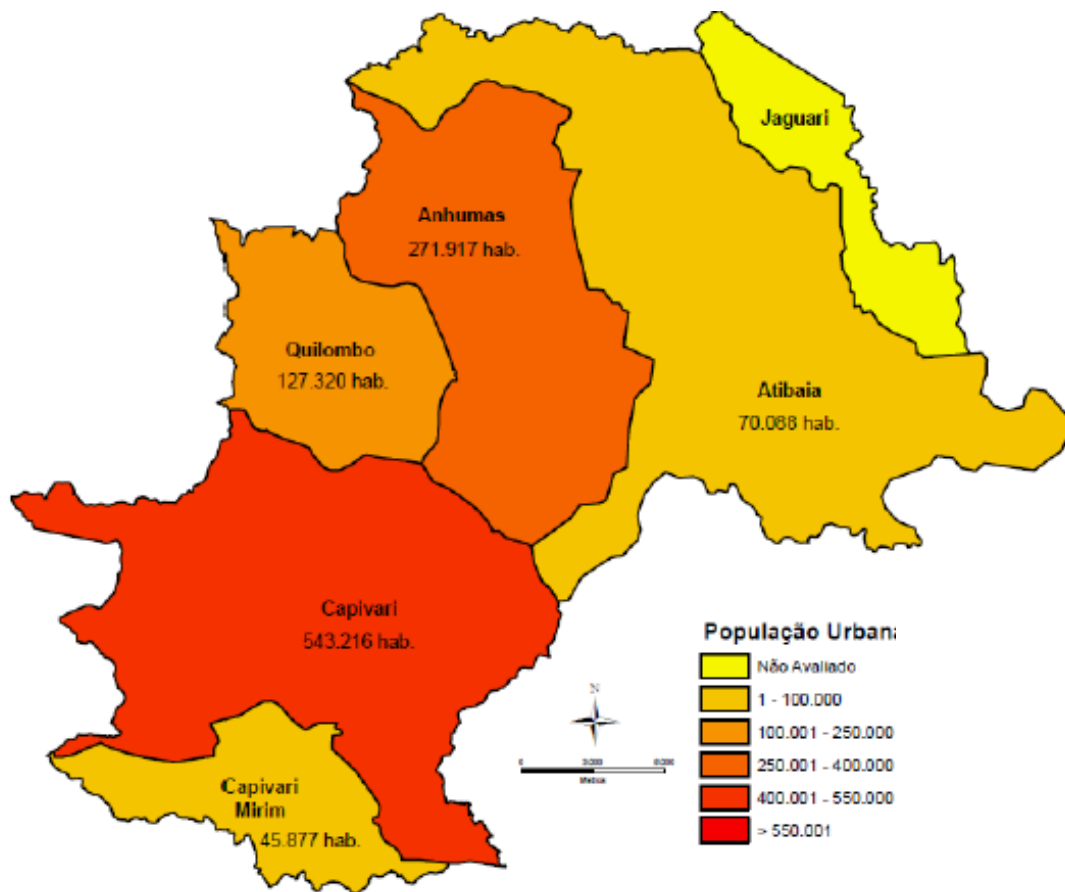 Jaguari
Anhumas
271.917 hab.
Quilombo
127.320 hab.
Atibaia
70.088 hab.
Capivari
543.216 hab.
Capivari
Mirim
45.877 hab.
N
População Urban
Não Avaliado
1 - 100.000
100.001 - 250.000
250.001 - 400.000
400.001 - 550.000
> 550.001
0